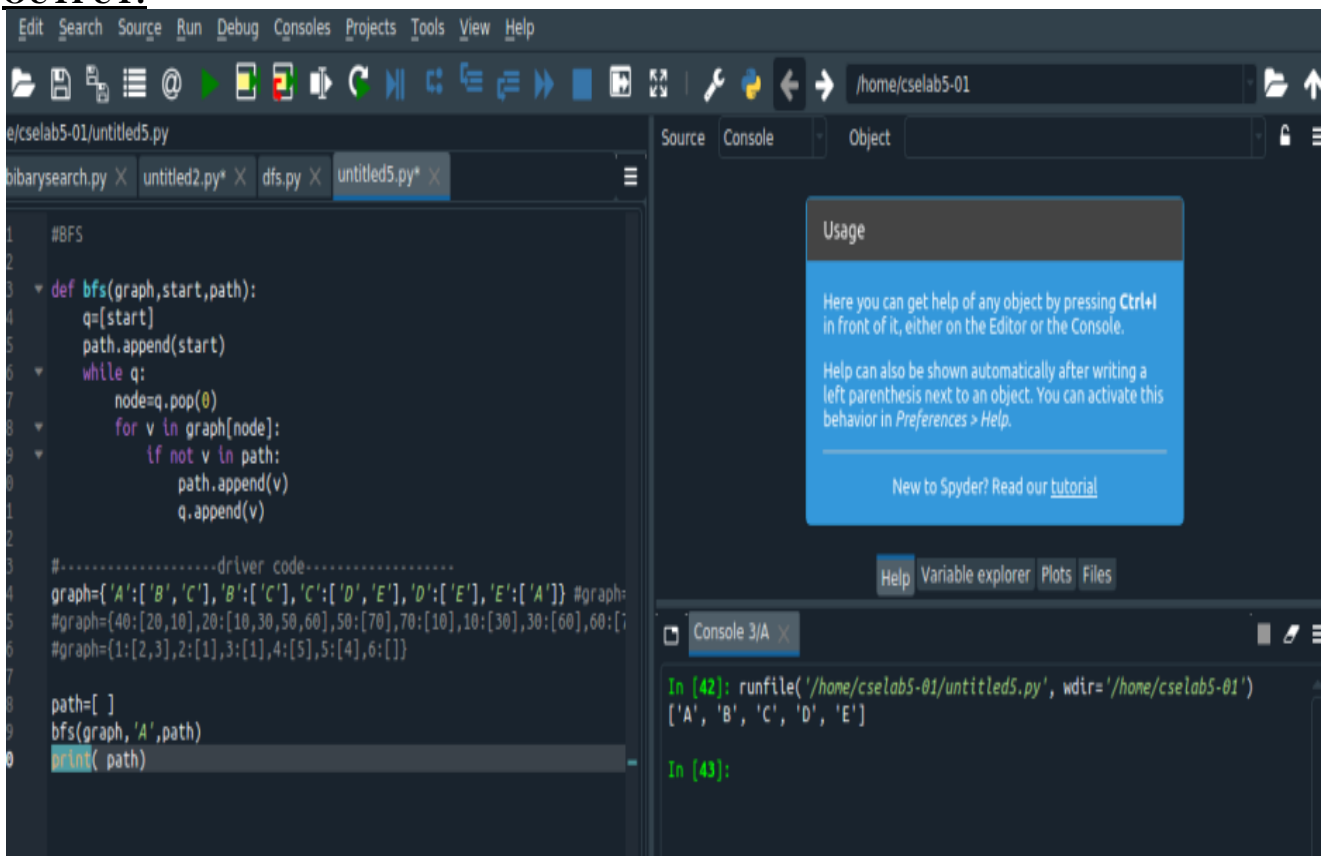 OUTPUT:
Edit Search Source Run Debug Consoles Projects Tools View Help
/home/cselab5-01
e/cselab5-01/untitled5.py
bibarysearch.py untitled2.py* dfs.py untitled5.py*
Source Console Object
1 #BFS
2
3 def bfs(graph,start,path):
4 q=[start]
5 path.append(start)
6 while q:
7 node=q.pop(0)
8 for v in graph[node]:
9 if not v in path:
0 path.append(v)
1 q.append(v)
2
3 #--------------------driver code-------------------
4 graph={'A':['B','C'],'B':['C'],'C':['D','E'],'D':['E'],'E':['A']} #graph=
5 #graph={40:[20,10],20:[10,30,50,60],50:[70],70:[10],10:[30],30:[60],60:[7
6 #graph={1:[2,3],2:[1],3:[1],4:[5],5:[4],6:[]}
7
8 path=[ ]
9 bfs(graph,'A',path)
0 print( path)
Usage
Here you can get help of any object by pressing Ctrl+I
in front of it, either on the Editor or the Console.
Help can also be shown automatically after writing a
left parenthesis next to an object. You can activate this
behavior in Preferences > Help.
New to Spyder? Read our tutorial
Help Variable explorer Plots Files
Console 3/A
In [42]: runfile('/home/cselab5-01/untitled5.py', wdir='/home/cselab5-01')
['A', 'B', 'C', 'D', 'E']
In [43]: